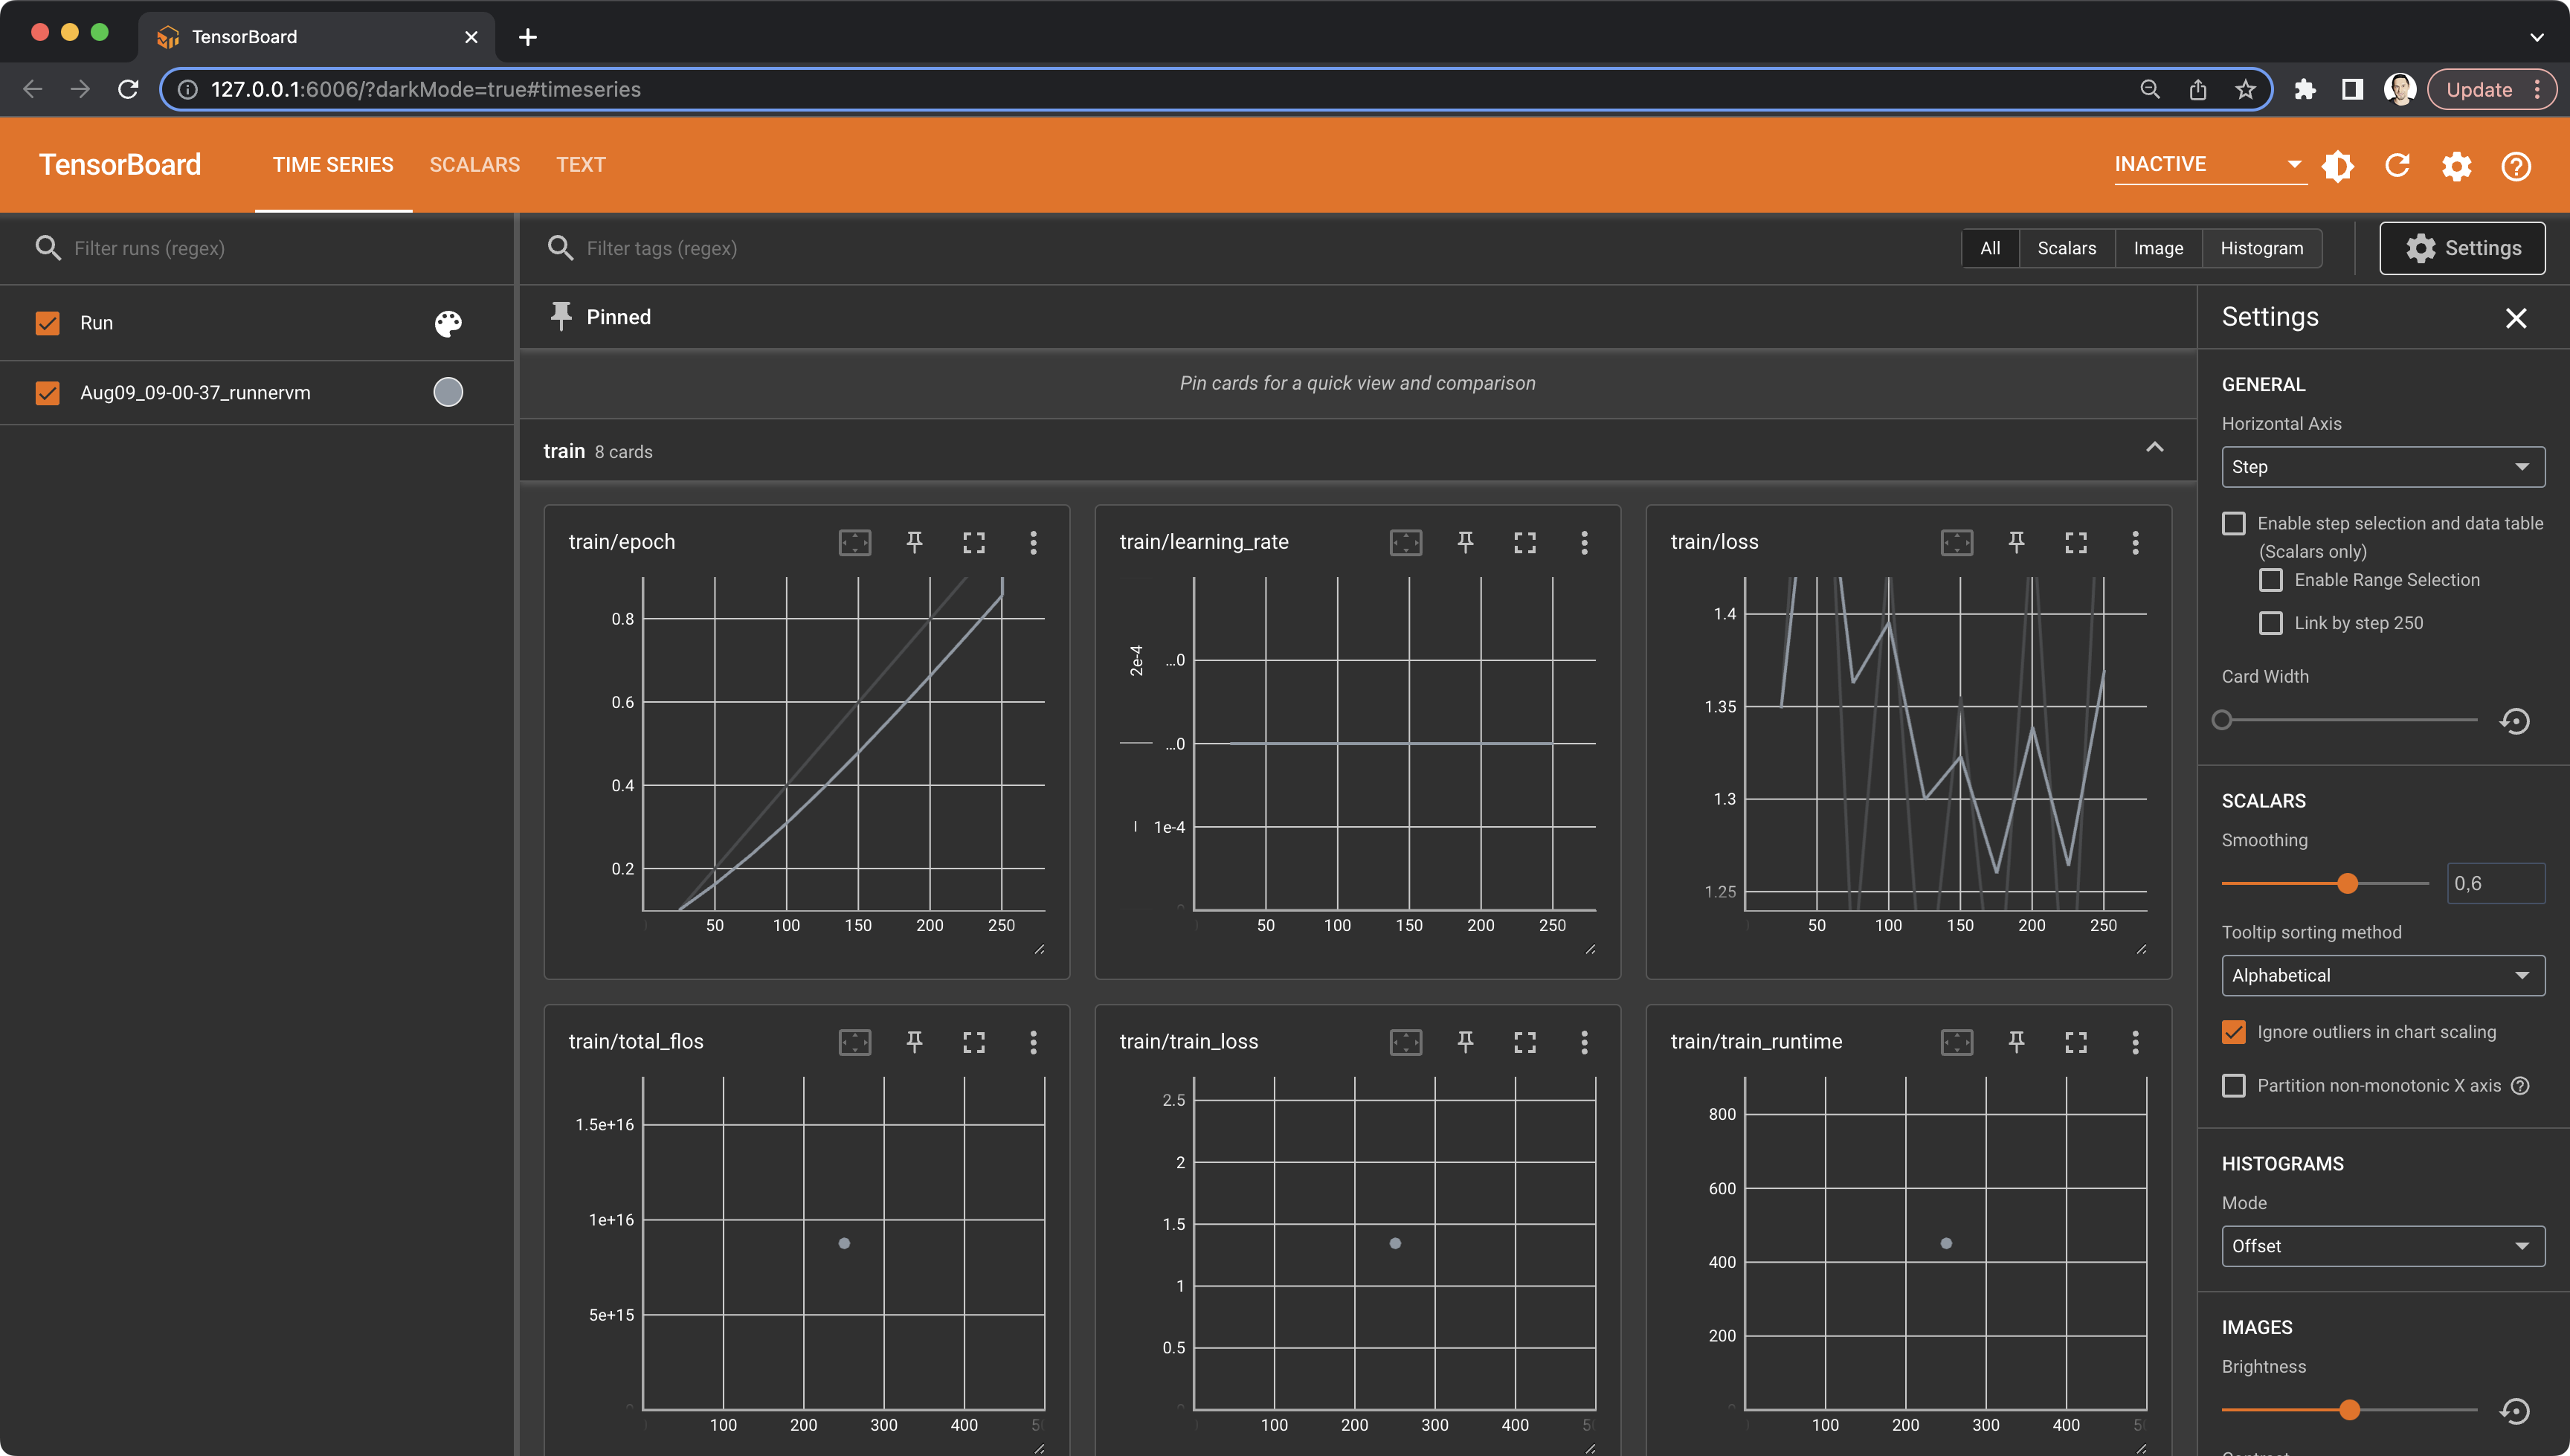 TensorBoard
127.0.0.1:6006/?darkMode=true#timeseries
Update
TensorBoard
TIME SERIES
SCALARS
TEXT
INACTIVE
Filter runs (regex)
Run
Aug09_09-00-37_runnervm
Filter tags (regex)
All
Scalars
Image
Histogram
Settings
Pinned
Pin cards for a quick view and comparison
train 8 cards
train/epoch
0.8
0.6
0.4
0.2
50 100 150 200 250
train/learning_rate
2e-4
...0
...0
1e-4
50 100 150 200 250
train/loss
1.4
1.35
1.3
1.25
50 100 150 200 250
train/total_flos
1.5e+16
1e+16
5e+15
100 200 300 400
train/train_loss
2.5
2
1.5
1
0.5
100 200 300 400
train/train_runtime
800
600
400
200
100 200 300 400
Settings
GENERAL
Horizontal Axis
Step
Enable step selection and data table
(Scalars only)
Enable Range Selection
Link by step 250
Card Width
SCALARS
Smoothing
0,6
Tooltip sorting method
Alphabetical
Ignore outliers in chart scaling
Partition non-monotonic X axis
HISTOGRAMS
Mode
Offset
IMAGES
Brightness